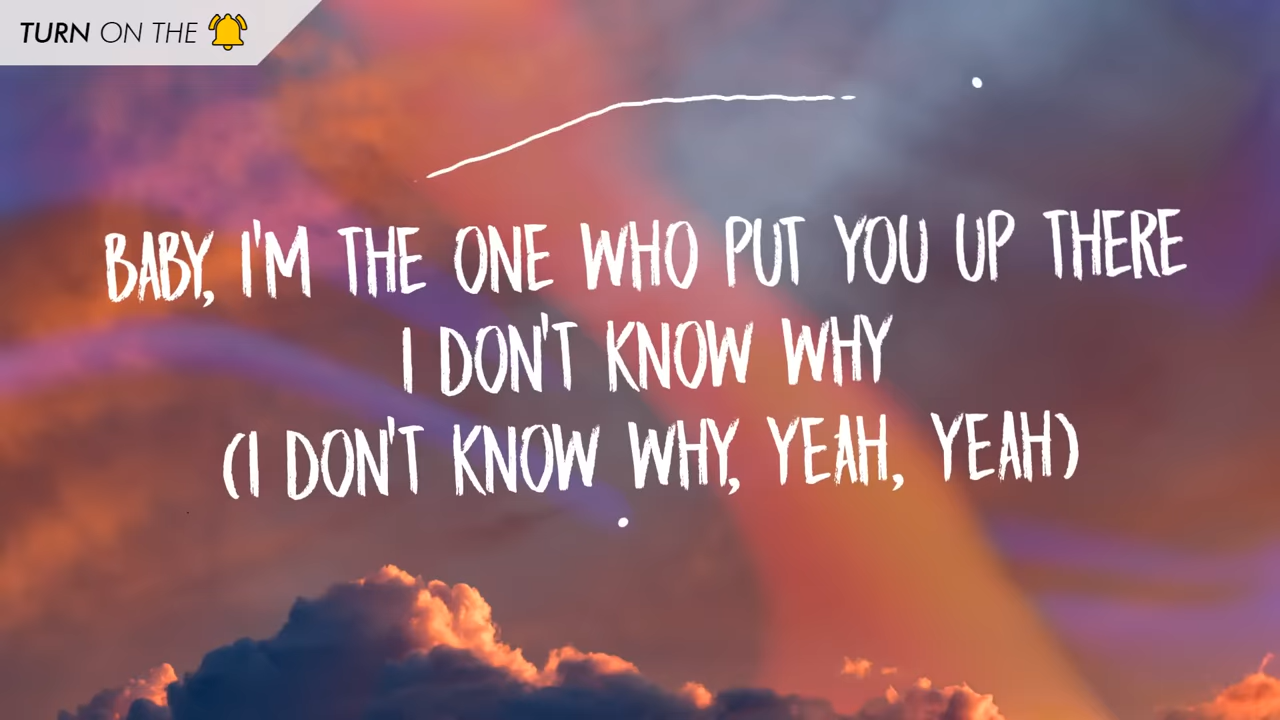 TURN ON THE
BABY, I'M THE ONE WHO PUT YOU UP THERE
I DON'T KNOW WHY
(I DON'T KNOW WHY, YEAH, YEAH)